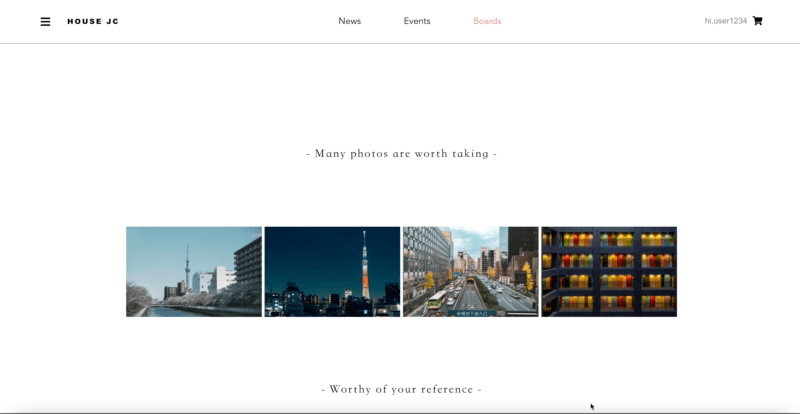 HOUSE JC
News
Events
Boards
hi,user1234
- Many photos are worth taking -
- Worthy of your reference -